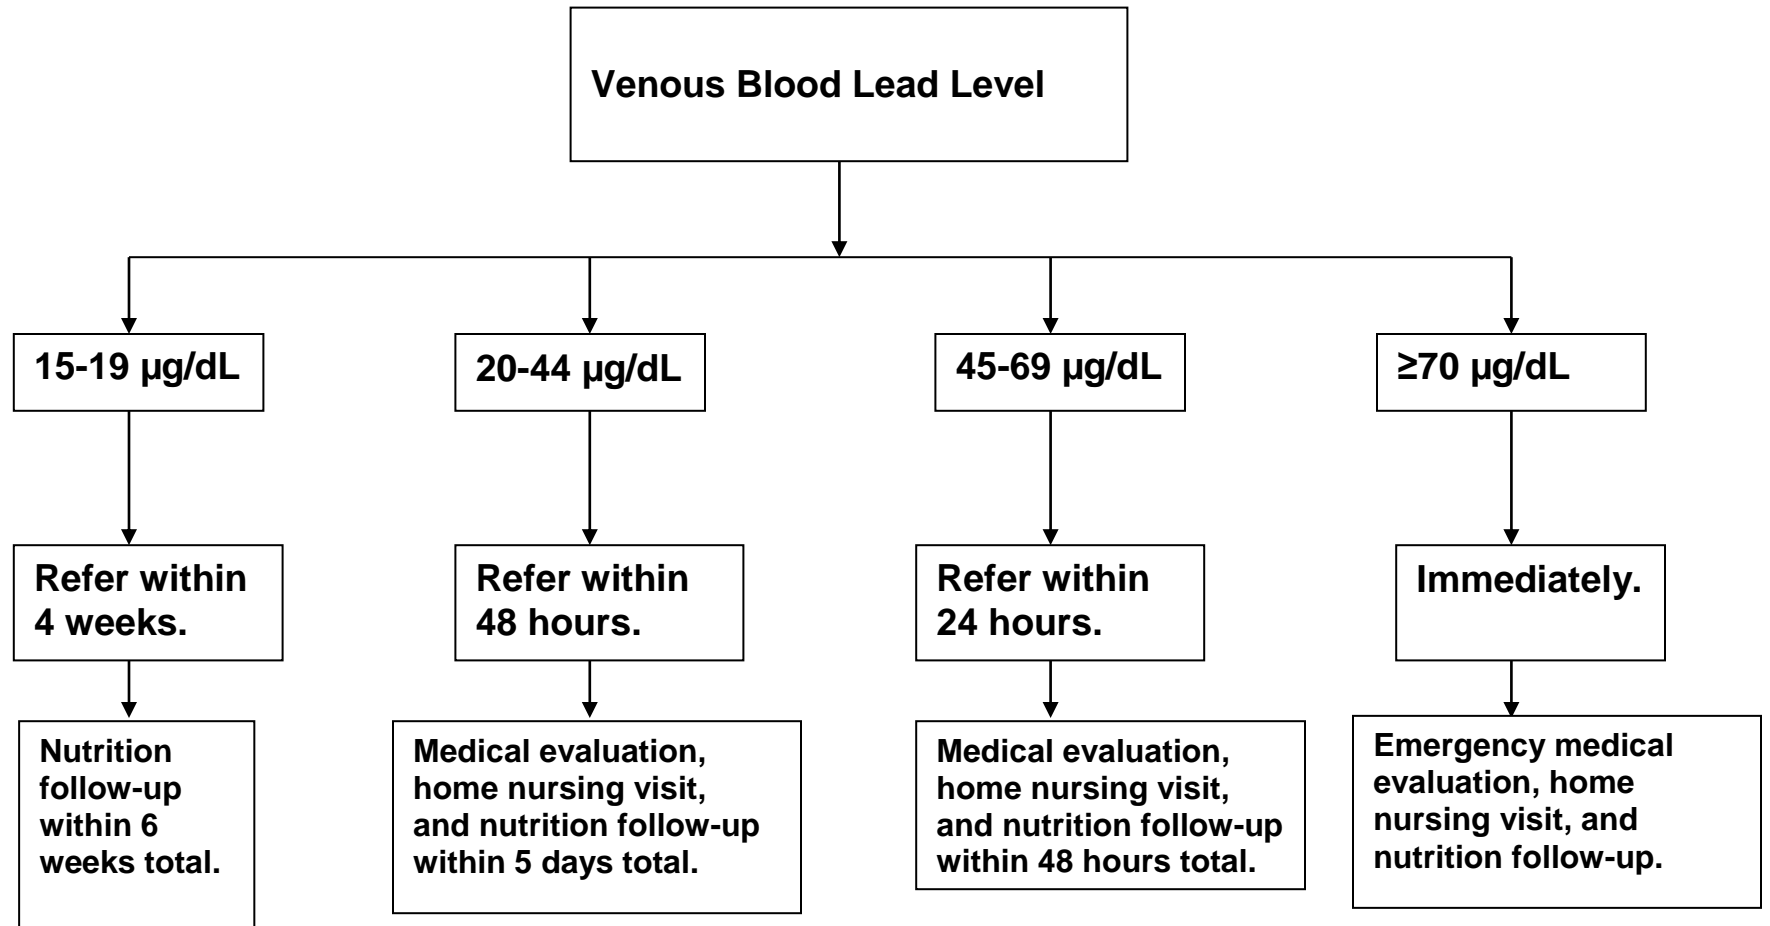 Venous Blood Lead Level
15-19 µg/dL
20-44 µg/dL
45-69 µg/dL
≥70 µg/dL
Refer within
4 weeks.
Refer within
48 hours.
Refer within
24 hours.
Immediately.
Nutrition
follow-up
within 6
weeks total.
Medical evaluation,
home nursing visit,
and nutrition follow-up
within 5 days total.
Medical evaluation,
home nursing visit,
and nutrition follow-up
within 48 hours total.
Emergency medical
evaluation, home
nursing visit, and
nutrition follow-up.